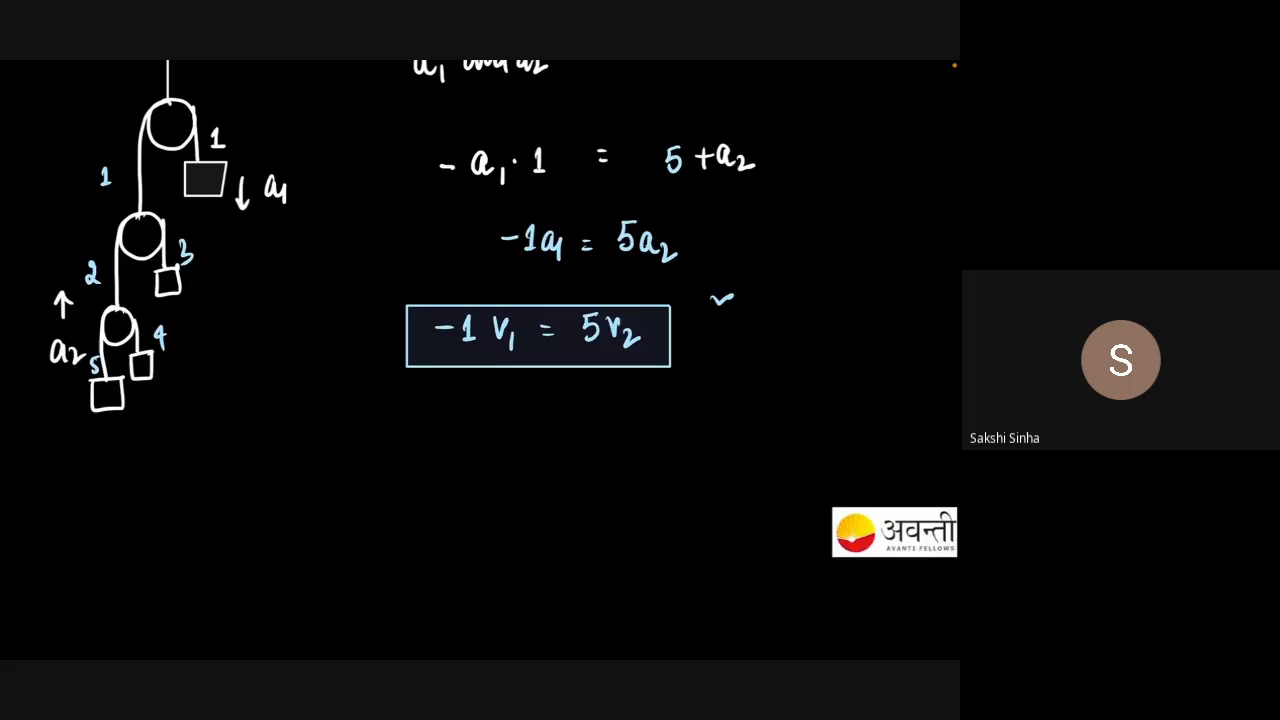 a₁ and a₂
1
1
↓ a₁
- a₁ · 1 = 5 + a₂
3
2
-1a₁ = 5a₂
↑
a₂
4
5
-1 v₁ = 5v₂
S
Sakshi Sinha
अवन्ती
AVANTI FELLOWS